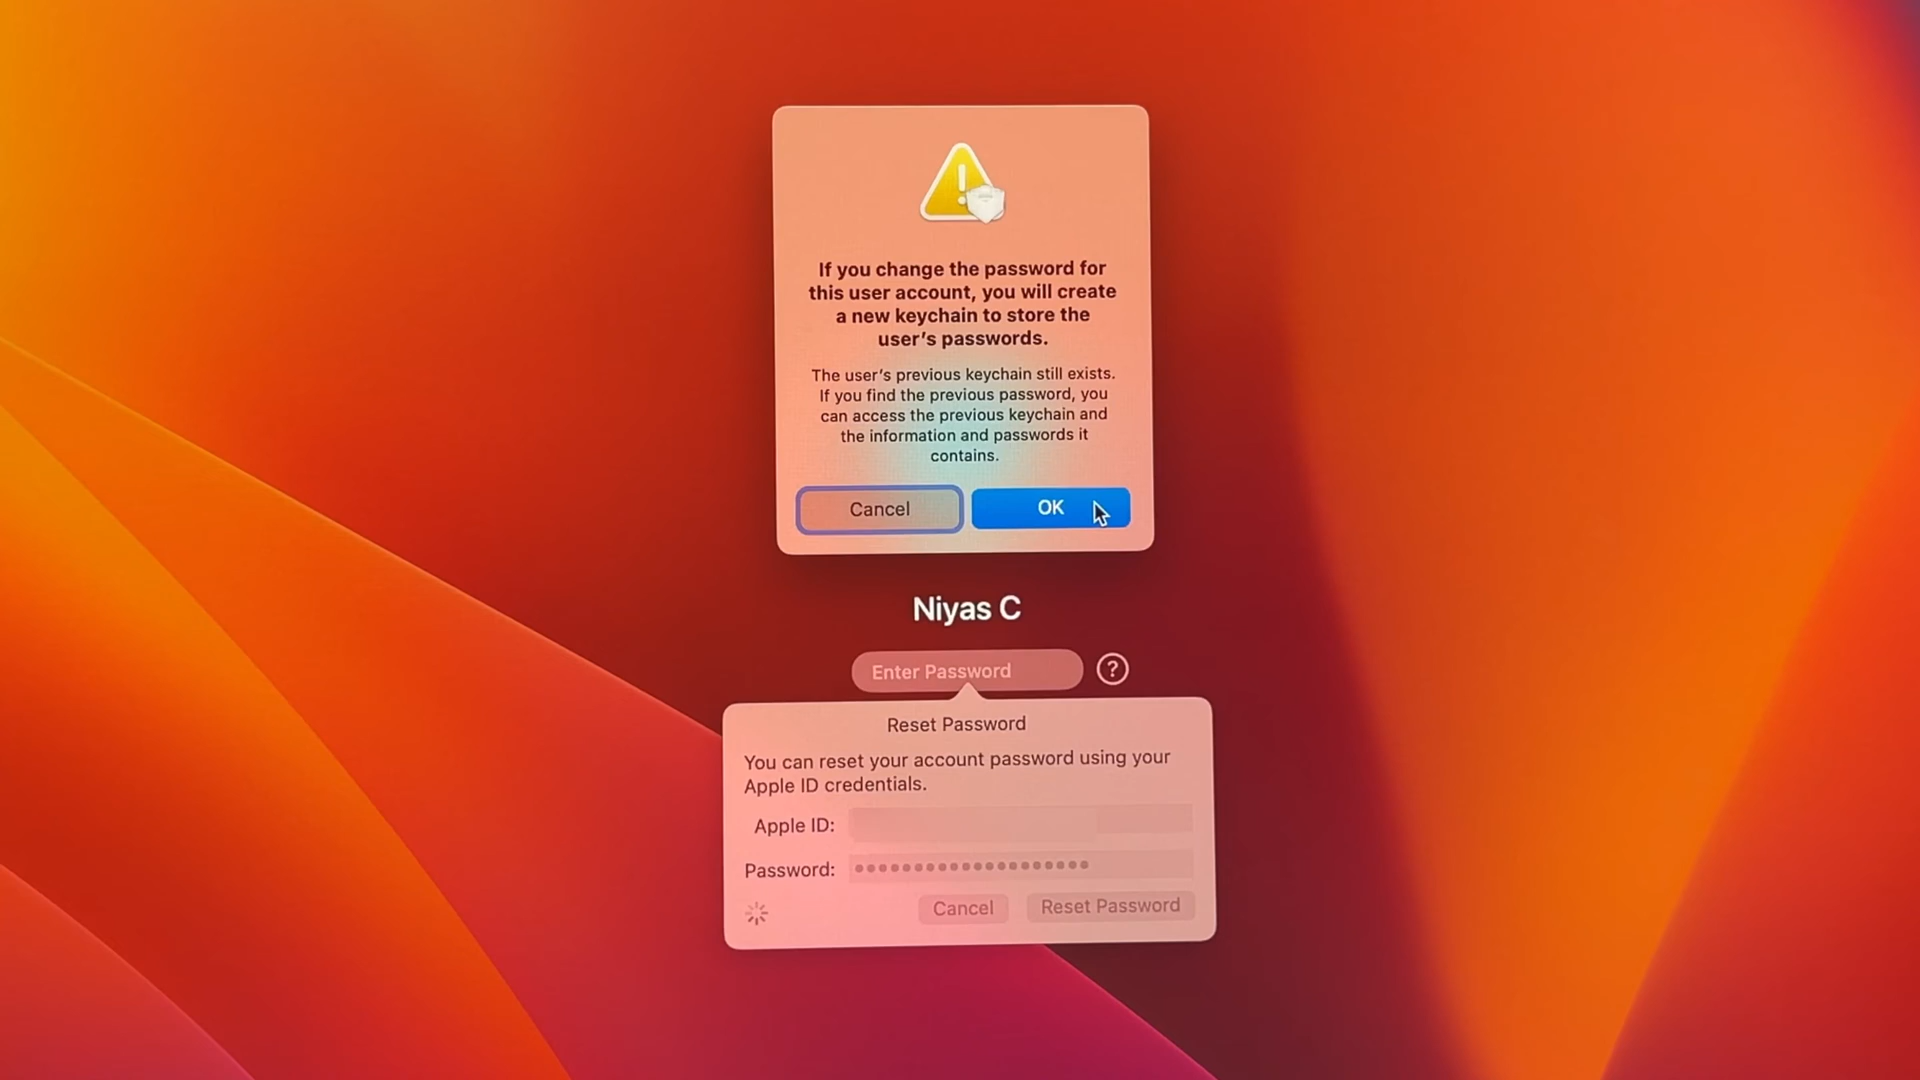 If you change the password for
this user account, you will create
a new keychain to store the
user's passwords.
The user's previous keychain still exists.
If you find the previous password, you
can access the previous keychain and
the information and passwords it
contains.
Cancel OK
Niyas C
Enter Password ?
Reset Password
You can reset your account password using your
Apple ID credentials.
Apple ID:
Password: ••••••••••••••••••••
Cancel Reset Password